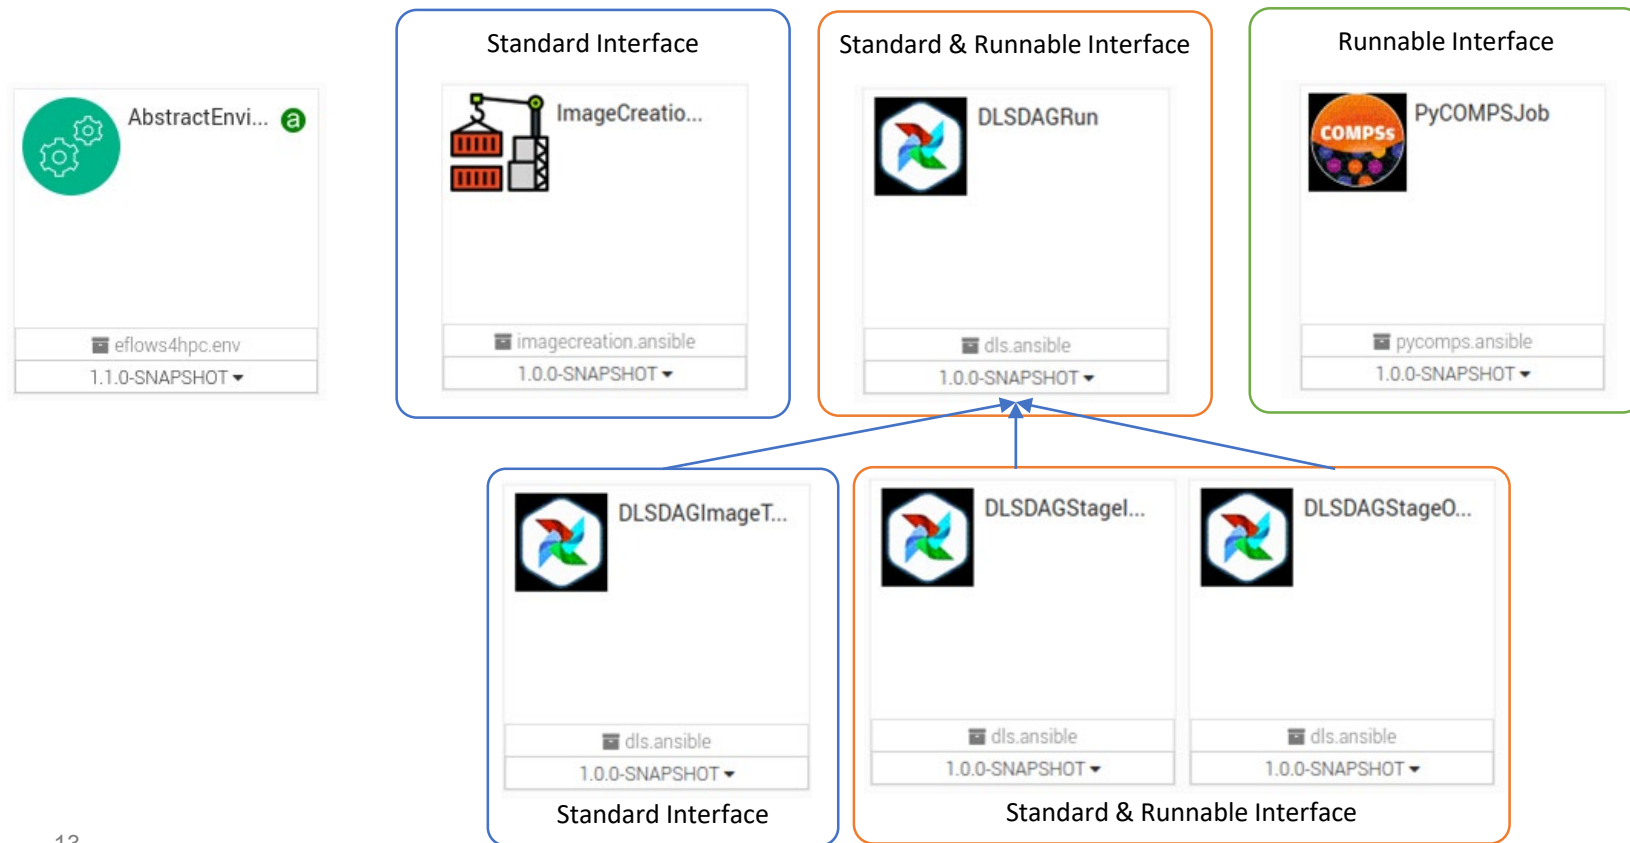 Standard Interface
Standard & Runnable Interface
Runnable Interface
AbstractEnvi... a
ImageCreatio...
DLSDAGRun
COMPSs
PyCOMPSJob
eflows4hpc.env
1.1.0-SNAPSHOT
imagecreation.ansible
1.0.0-SNAPSHOT
dls.ansible
1.0.0-SNAPSHOT
pycomps.ansible
1.0.0-SNAPSHOT
DLSDAGImageT...
DLSDAGStageI...
DLSDAGStageO...
dls.ansible
1.0.0-SNAPSHOT
dls.ansible
1.0.0-SNAPSHOT
dls.ansible
1.0.0-SNAPSHOT
Standard Interface
Standard & Runnable Interface
13